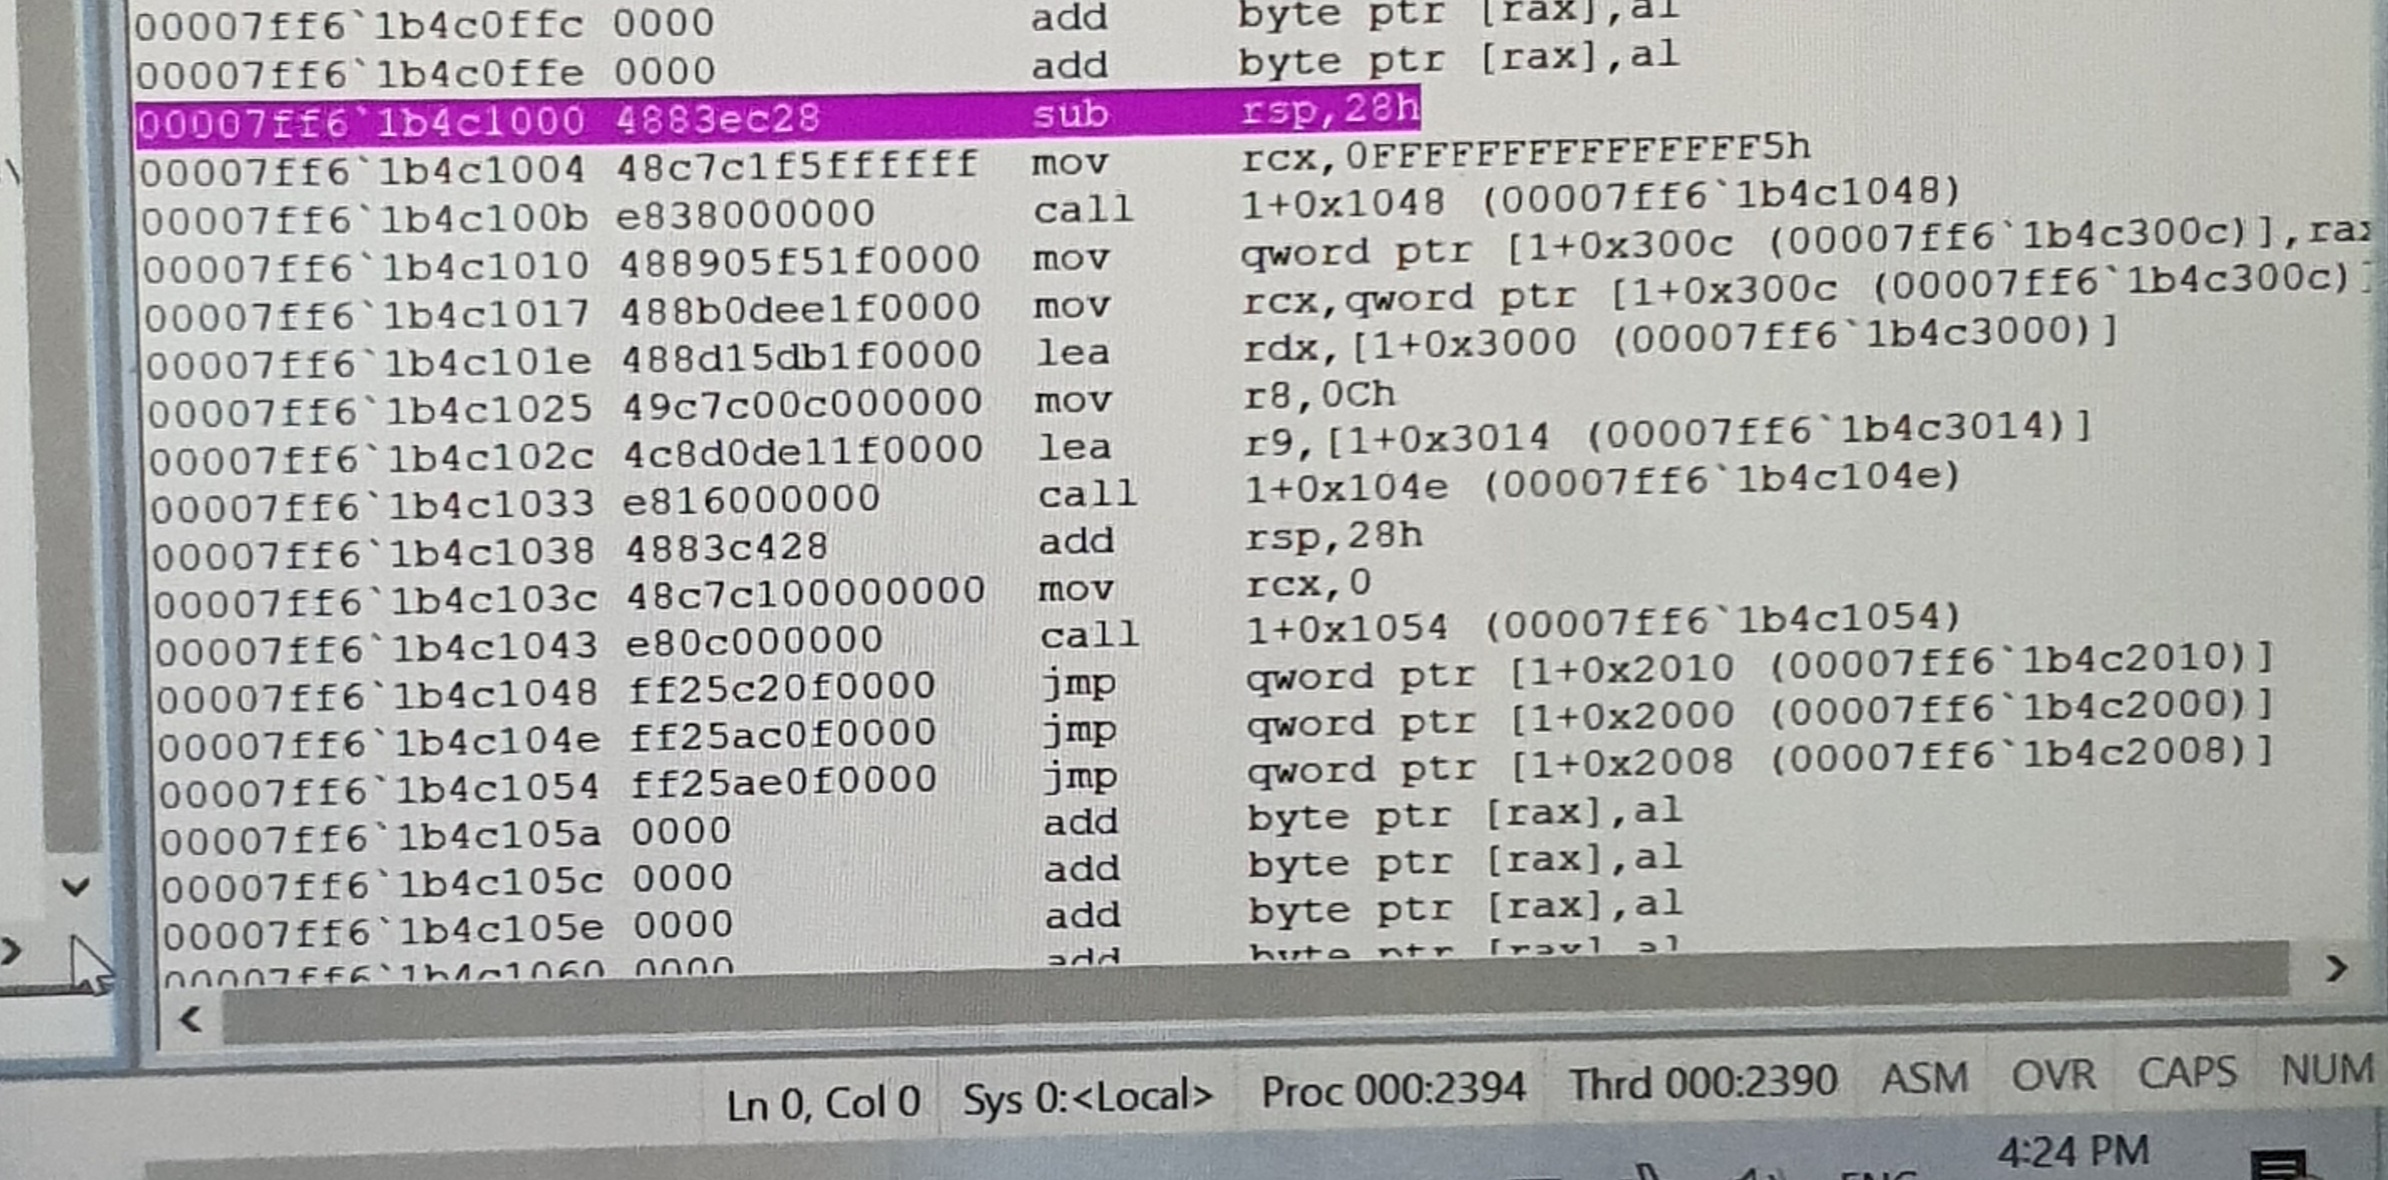 00007ff6`1b4c0ffc 0000 add byte ptr [rax],al
00007ff6`1b4c0ffe 0000 add byte ptr [rax],al
00007ff6`1b4c1000 4883ec28 sub rsp,28h
00007ff6`1b4c1004 48c7c1f5ffffff mov rcx,0FFFFFFFFFFFFFFF5h
00007ff6`1b4c100b e838000000 call 1+0x1048 (00007ff6`1b4c1048)
00007ff6`1b4c1010 488905f51f0000 mov qword ptr [1+0x300c (00007ff6`1b4c300c)],rax
00007ff6`1b4c1017 488b0dee1f0000 mov rcx,qword ptr [1+0x300c (00007ff6`1b4c300c)]
00007ff6`1b4c101e 488d15db1f0000 lea rdx,[1+0x3000 (00007ff6`1b4c3000)]
00007ff6`1b4c1025 49c7c00c000000 mov r8,0Ch
00007ff6`1b4c102c 4c8d0de11f0000 lea r9,[1+0x3014 (00007ff6`1b4c3014)]
00007ff6`1b4c1033 e816000000 call 1+0x104e (00007ff6`1b4c104e)
00007ff6`1b4c1038 4883c428 add rsp,28h
00007ff6`1b4c103c 48c7c100000000 mov rcx,0
00007ff6`1b4c1043 e80c000000 call 1+0x1054 (00007ff6`1b4c1054)
00007ff6`1b4c1048 ff25c20f0000 jmp qword ptr [1+0x2010 (00007ff6`1b4c2010)]
00007ff6`1b4c104e ff25ac0f0000 jmp qword ptr [1+0x2000 (00007ff6`1b4c2000)]
00007ff6`1b4c1054 ff25ae0f0000 jmp qword ptr [1+0x2008 (00007ff6`1b4c2008)]
00007ff6`1b4c105a 0000 add byte ptr [rax],al
00007ff6`1b4c105c 0000 add byte ptr [rax],al
00007ff6`1b4c105e 0000 add byte ptr [rax],al
00007ff6`1b4c1060 0000 add byte ptr [rax],al
Ln 0, Col 0 Sys 0:<Local> Proc 000:2394 Thrd 000:2390 ASM OVR CAPS NUM
4:24 PM